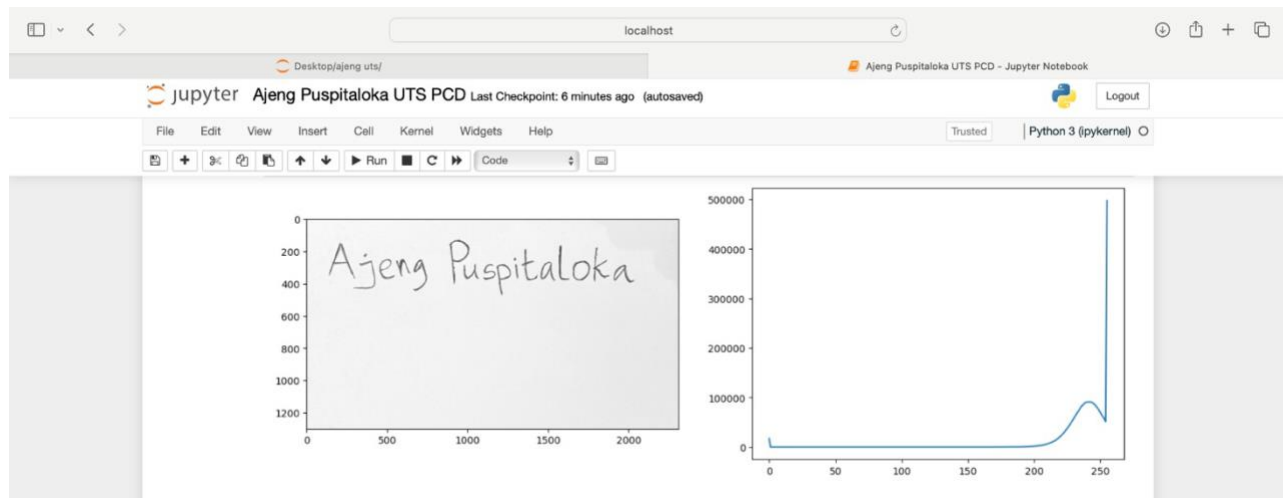 localhost
Desktop/ajeng uts/
Ajeng Puspitaloka UTS PCD - Jupyter Notebook
jupyter Ajeng Puspitaloka UTS PCD Last Checkpoint: 6 minutes ago (autosaved)
Logout
File Edit View Insert Cell Kernel Widgets Help
Trusted Python 3 (ipykernel)
Run Code
Ajeng Puspitaloka
0
200
400
600
800
1000
1200
0 500 1000 1500 2000
500000
400000
300000
200000
100000
0
0 50 100 150 200 250